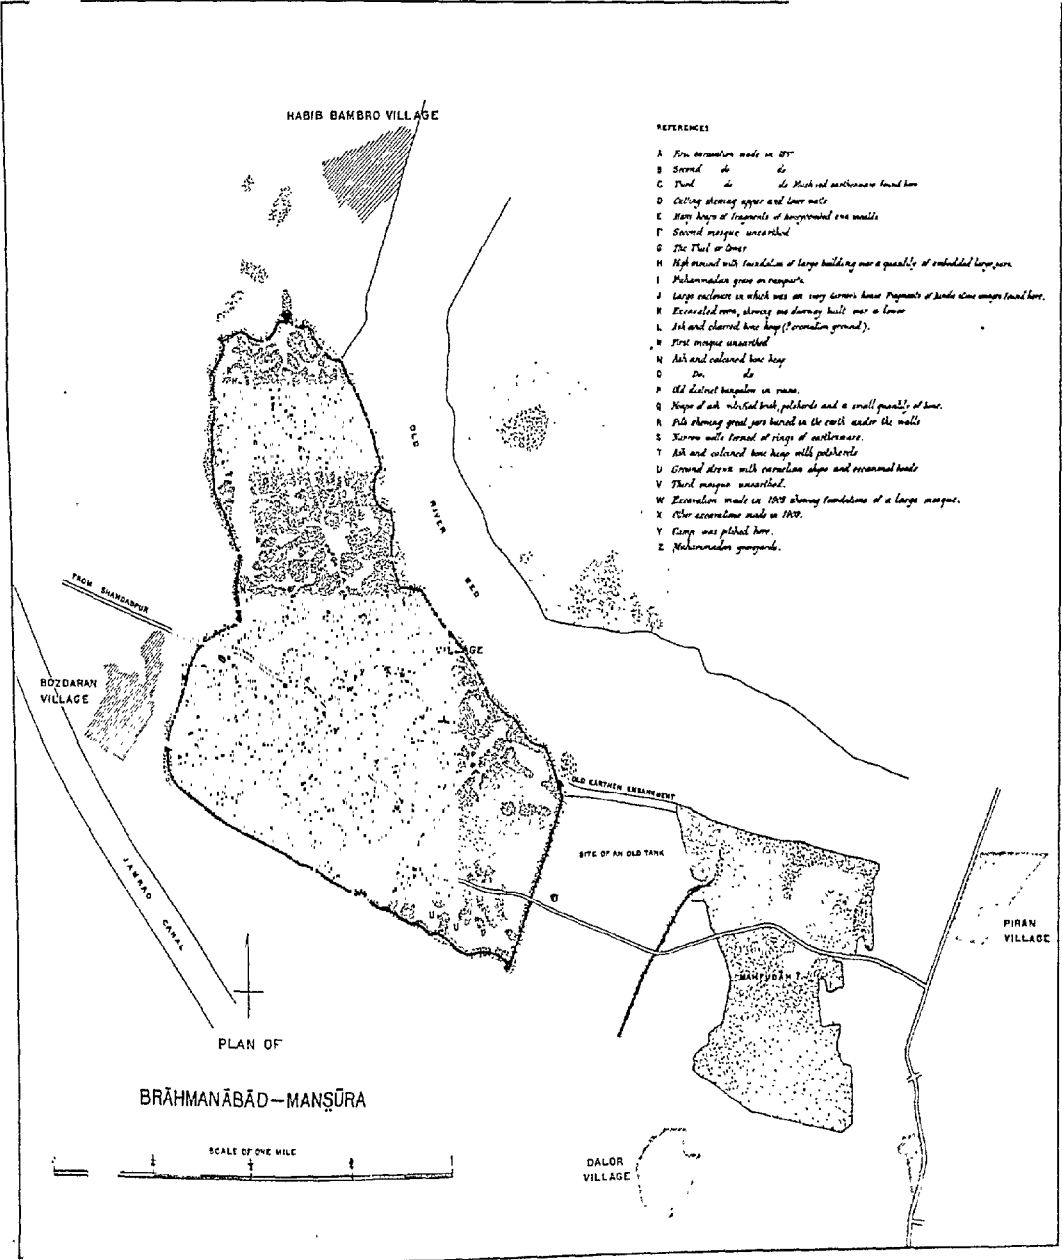 HABIB BAMBRO VILLAGE
REFERENCES
A First excavation made in
B Second do do
C Third do do Much red earthenware found here
D Cutting showing upper and lower walls
E Many heaps of fragments of
F Second mosque unearthed
G The Thul or tower
H High mound with foundation of large building over a quantity of embedded large jars.
I Muhammadan grave on ramparts
J Large enclosure in which was an ivory turner's house Fragments of Hindu stone images found here.
K Excavated room, showing one doorway built over a lower
L Ash and charred bone heap (? cremation ground).
M First mosque unearthed
N Ash and calcined bone heap
O Do. do
P Old district bungalow in ruins.
Q Heaps of ash vitrified brick, potsherds and a small quantity of bone.
R Pits showing great jars buried in the earth under the walls
S Narrow wells formed of rings of earthenware.
T Ash and calcined bone heap with potsherds
U Ground strewn with carnelian chips and occasional beads
V Third mosque unearthed.
W Excavation made in 1908 showing foundations of a large mosque.
X Other excavations made in 1908.
Y Camp was pitched here.
Z Muhammadan graveyards.
OLD RIVER BED
FROM SHAHDADPUR
VILLAGE
BOZDARAN
VILLAGE
OLD EARTHEN EMBANKMENT
SITE OF AN OLD TANK
JAMRAO CANAL
PIRAN
VILLAGE
MAHFUDAH ?
PLAN OF
BRĀHMANĀBĀD–MANṢŪRA
SCALE OF ONE MILE
DALOR
VILLAGE